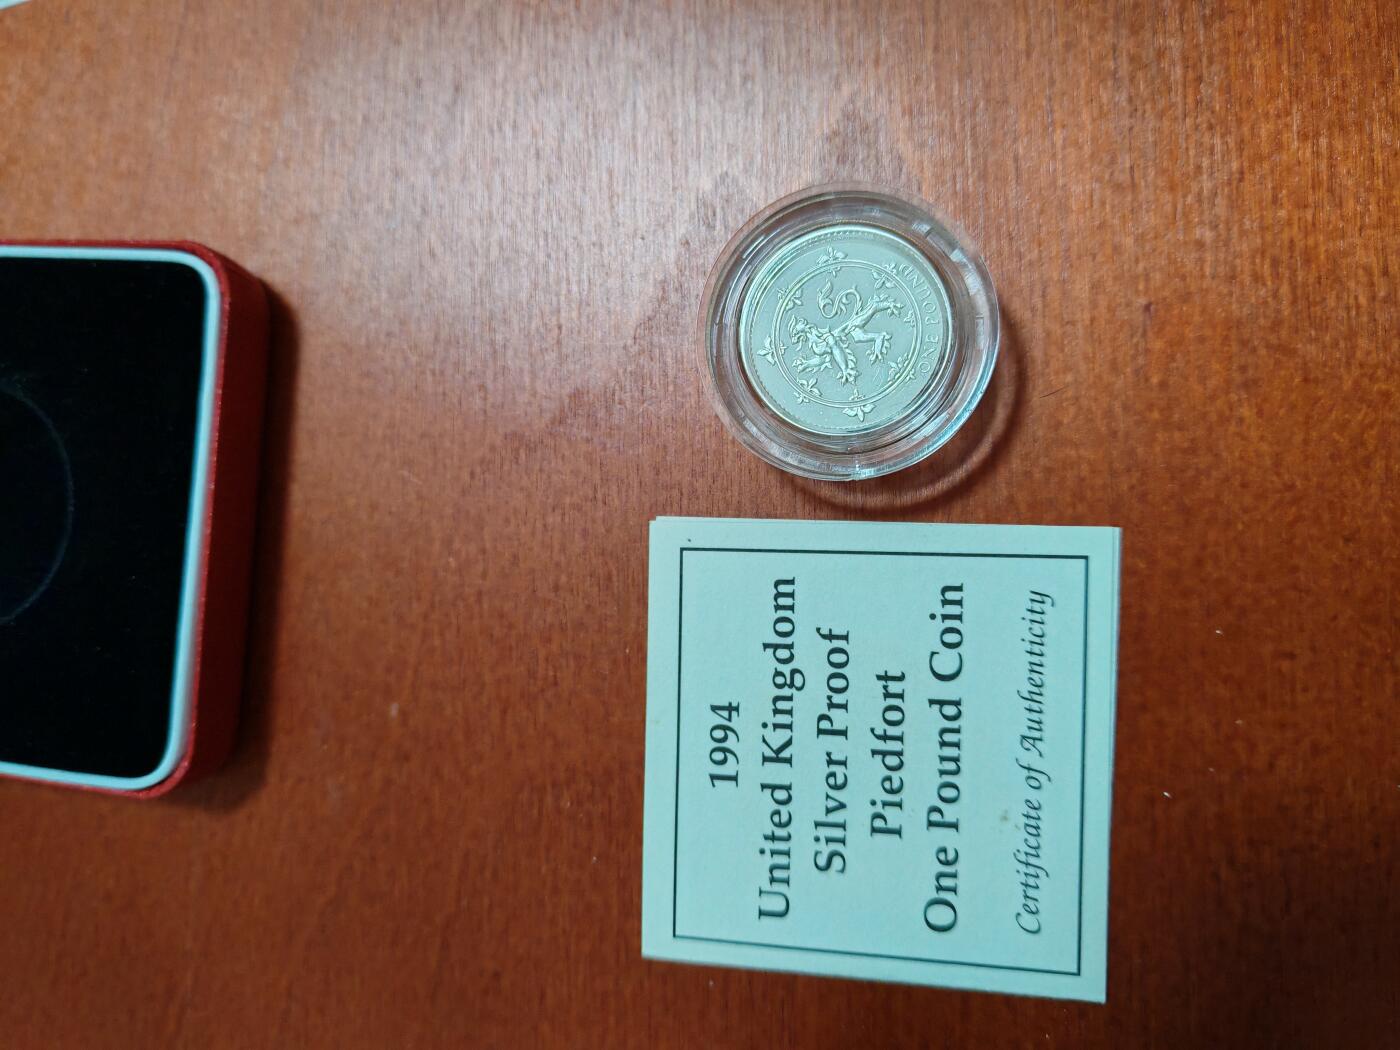 ONE POUND
1994
United Kingdom
Silver Proof
Piedfort
One Pound Coin
Certificate of Authenticity